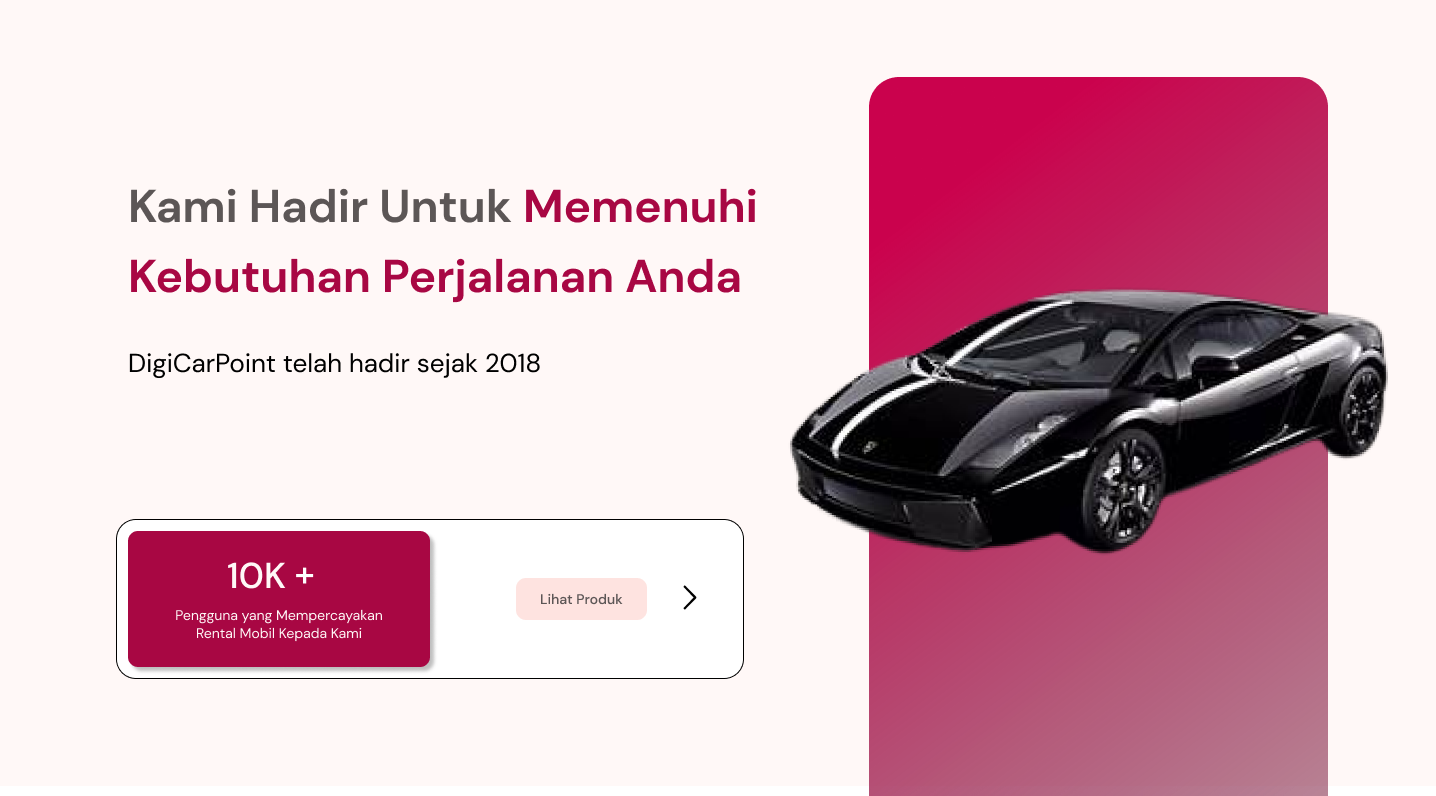 Kami Hadir Untuk Memenuhi
Kebutuhan Perjalanan Anda
DigiCarPoint telah hadir sejak 2018
10K +
Pengguna yang Mempercayakan
Rental Mobil Kepada Kami
Lihat Produk